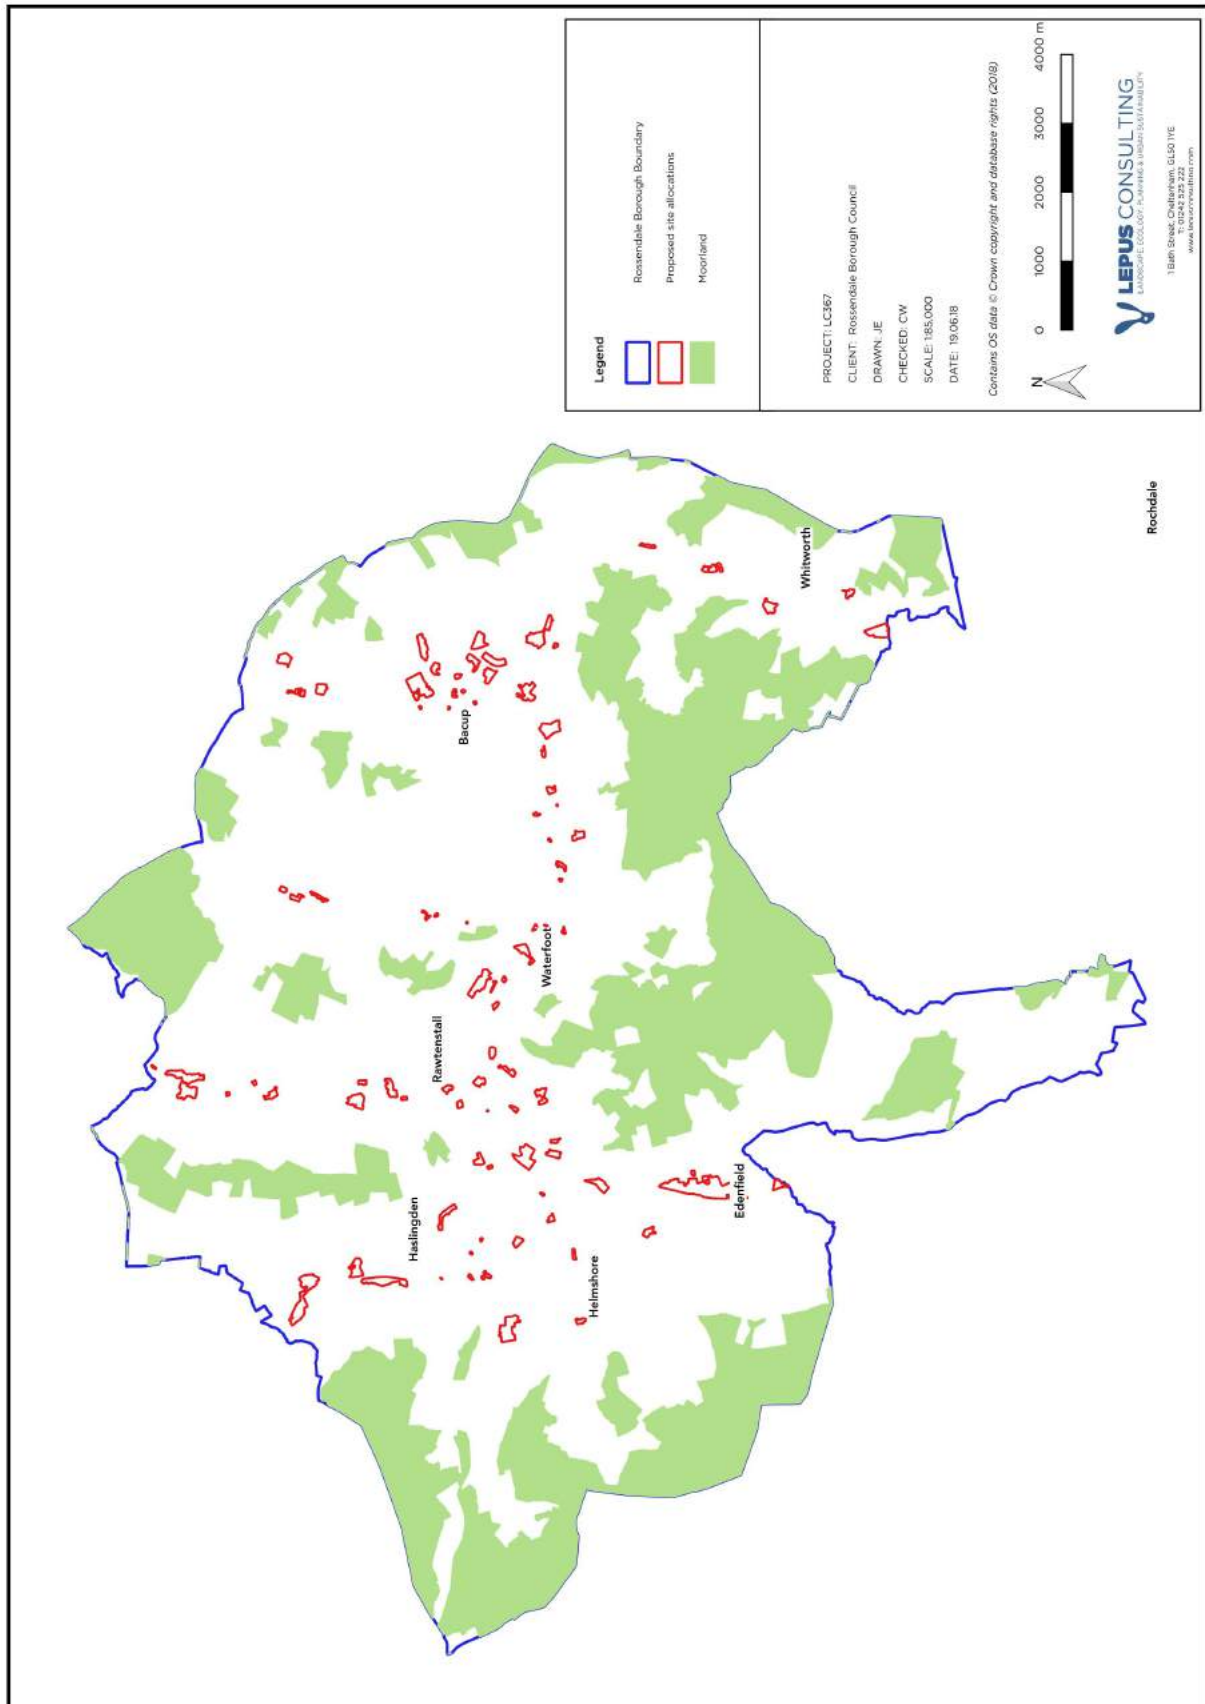 Legend
Rossendale Borough Boundary
Proposed site allocations
Moorland
PROJECT: LC367
CLIENT: Rossendale Borough Council
DRAWN: JE
CHECKED: CW
SCALE: 1:85,000
DATE: 19.06.18
Contains OS data © Crown copyright and database rights (2018)
N
0 1000 2000 3000 4000 m
LEPUS CONSULTING
LANDSCAPE, ECOLOGY, PLANNING & URBAN SUSTAINABILITY
1 Bath Street, Cheltenham, GL50 1YE
T: 01242 525 222
www.lepusconsulting.com
Bacup
Whitworth
Rochdale
Waterfoot
Rawtenstall
Haslingden
Helmshore
Edenfield